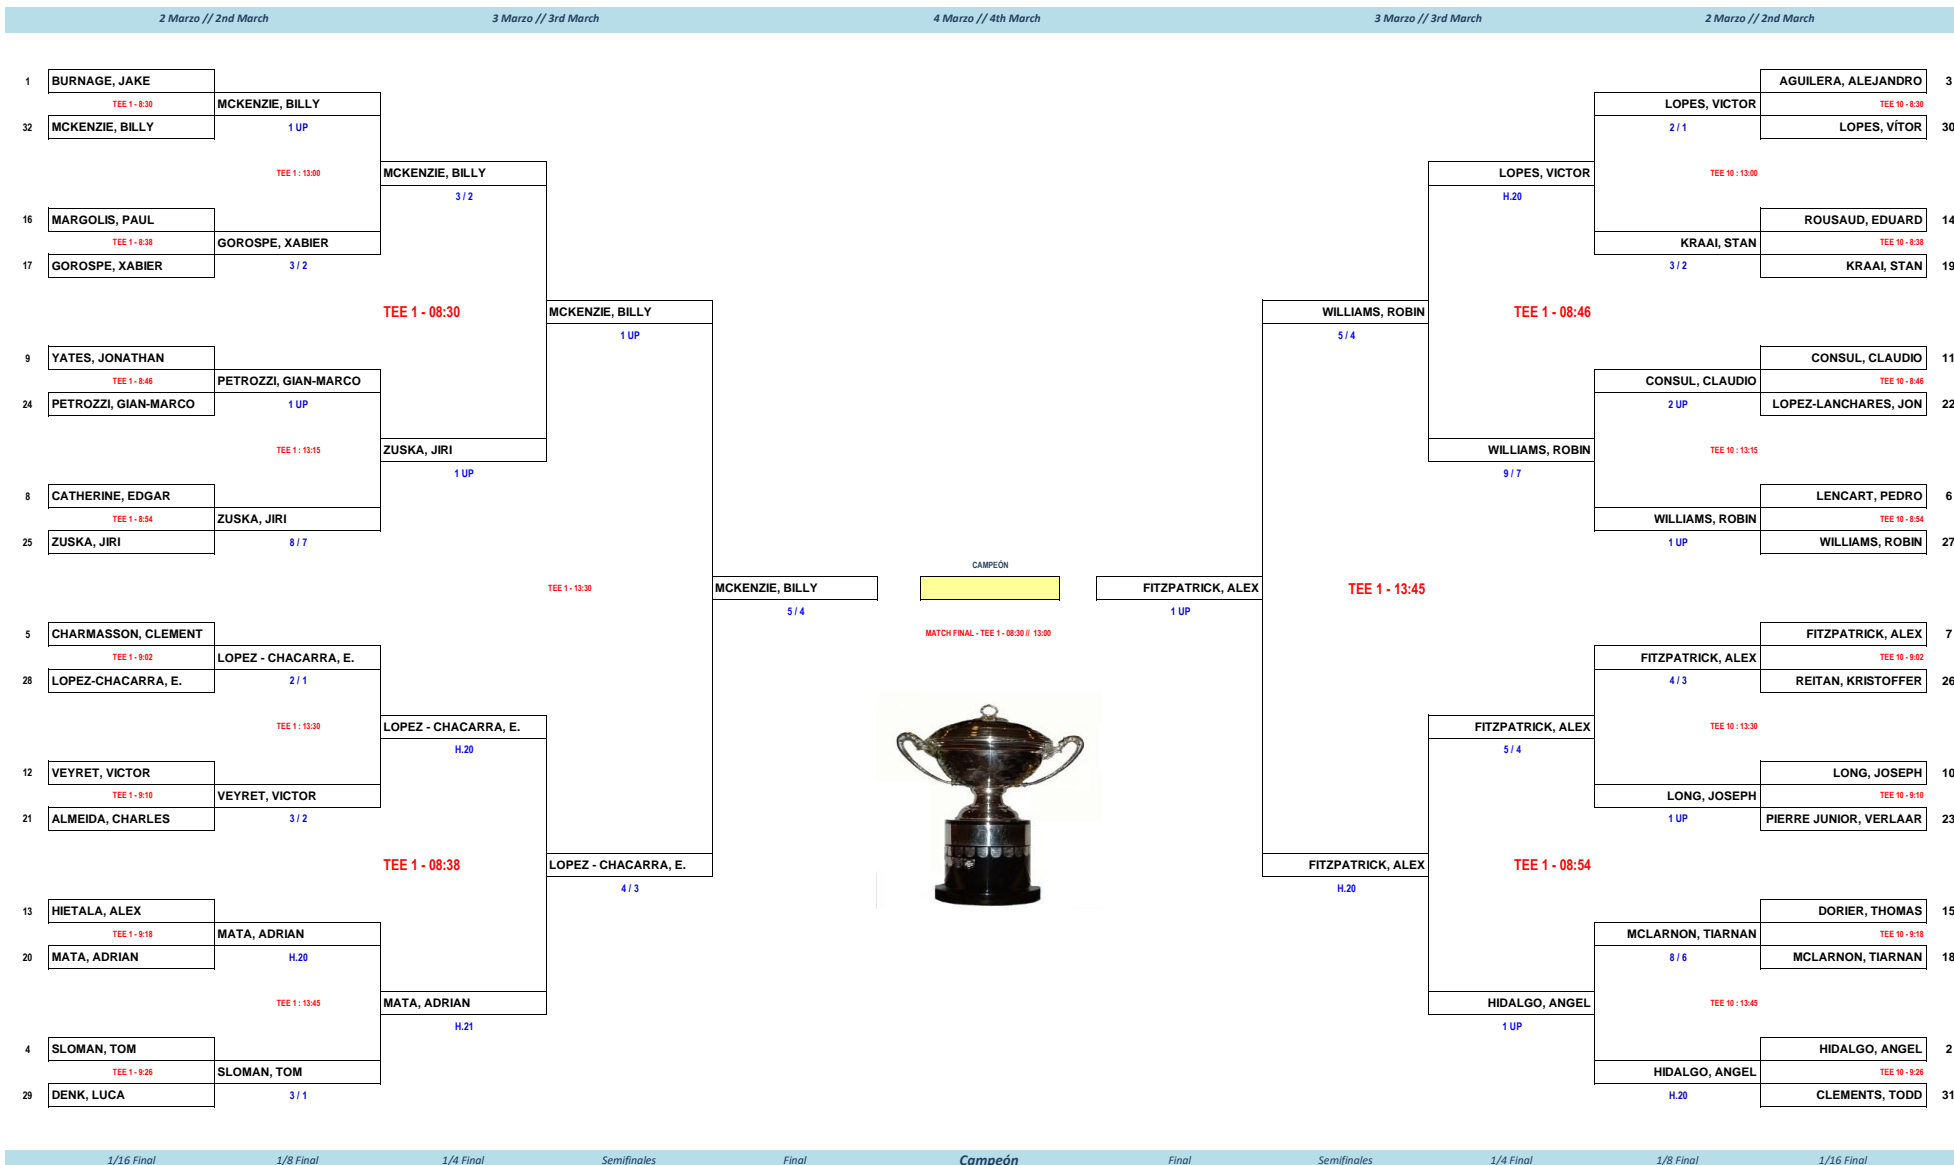 2 Marzo // 2nd March 3 Marzo // 3rd March 4 Marzo // 4th March 3 Marzo // 3rd March 2 Marzo // 2nd March
1 BURNAGE, JAKE AGUILERA, ALEJANDRO 3
TEE 1 - 8:30 MCKENZIE, BILLY LOPES, VICTOR TEE 10 - 8:30
32 MCKENZIE, BILLY 1 UP 2 / 1 LOPES, VÍTOR 30
TEE 1 : 13:00 MCKENZIE, BILLY LOPES, VICTOR TEE 10 : 13:00
3 / 2 H.20
16 MARGOLIS, PAUL ROUSAUD, EDUARD 14
TEE 1 - 8:38 GOROSPE, XABIER KRAAI, STAN TEE 10 - 8:38
17 GOROSPE, XABIER 3 / 2 3 / 2 KRAAI, STAN 19
TEE 1 - 08:30 MCKENZIE, BILLY WILLIAMS, ROBIN TEE 1 - 08:46
1 UP 5 / 4
9 YATES, JONATHAN CONSUL, CLAUDIO 11
TEE 1 - 8:46 PETROZZI, GIAN-MARCO CONSUL, CLAUDIO TEE 10 - 8:46
24 PETROZZI, GIAN-MARCO 1 UP 2 UP LOPEZ-LANCHARES, JON 22
TEE 1 : 13:15 ZUSKA, JIRI WILLIAMS, ROBIN TEE 10 : 13:15
1 UP 9 / 7
8 CATHERINE, EDGAR LENCART, PEDRO 6
TEE 1 - 8:54 ZUSKA, JIRI WILLIAMS, ROBIN TEE 10 - 8:54
25 ZUSKA, JIRI 8 / 7 1 UP WILLIAMS, ROBIN 27
CAMPEÓN
TEE 1 - 13:30 MCKENZIE, BILLY FITZPATRICK, ALEX TEE 1 - 13:45
5 / 4 1 UP
5 CHARMASSON, CLEMENT MATCH FINAL - TEE 1 - 08:30 // 13:00 FITZPATRICK, ALEX 7
TEE 1 - 9:02 LOPEZ - CHACARRA, E. FITZPATRICK, ALEX TEE 10 - 9:02
28 LOPEZ-CHACARRA, E. 2 / 1 4 / 3 REITAN, KRISTOFFER 26
TEE 1 : 13:30 LOPEZ - CHACARRA, E. FITZPATRICK, ALEX TEE 10 : 13:30
H.20 5 / 4
12 VEYRET, VICTOR LONG, JOSEPH 10
TEE 1 - 9:10 VEYRET, VICTOR LONG, JOSEPH TEE 10 - 9:10
21 ALMEIDA, CHARLES 3 / 2 1 UP PIERRE JUNIOR, VERLAAR 23
TEE 1 - 08:38 LOPEZ - CHACARRA, E. FITZPATRICK, ALEX TEE 1 - 08:54
4 / 3 H.20
13 HIETALA, ALEX DORIER, THOMAS 15
TEE 1 - 9:18 MATA, ADRIAN MCLARNON, TIARNAN TEE 10 - 9:18
20 MATA, ADRIAN H.20 8 / 6 MCLARNON, TIARNAN 18
TEE 1 : 13:45 MATA, ADRIAN HIDALGO, ANGEL TEE 10 : 13:45
H.21 1 UP
4 SLOMAN, TOM HIDALGO, ANGEL 2
TEE 1 - 9:26 SLOMAN, TOM HIDALGO, ANGEL TEE 10 - 9:26
29 DENK, LUCA 3 / 1 H.20 CLEMENTS, TODD 31
1/16 Final 1/8 Final 1/4 Final Semifinales Final Campeón Final Semifinales 1/4 Final 1/8 Final 1/16 Final